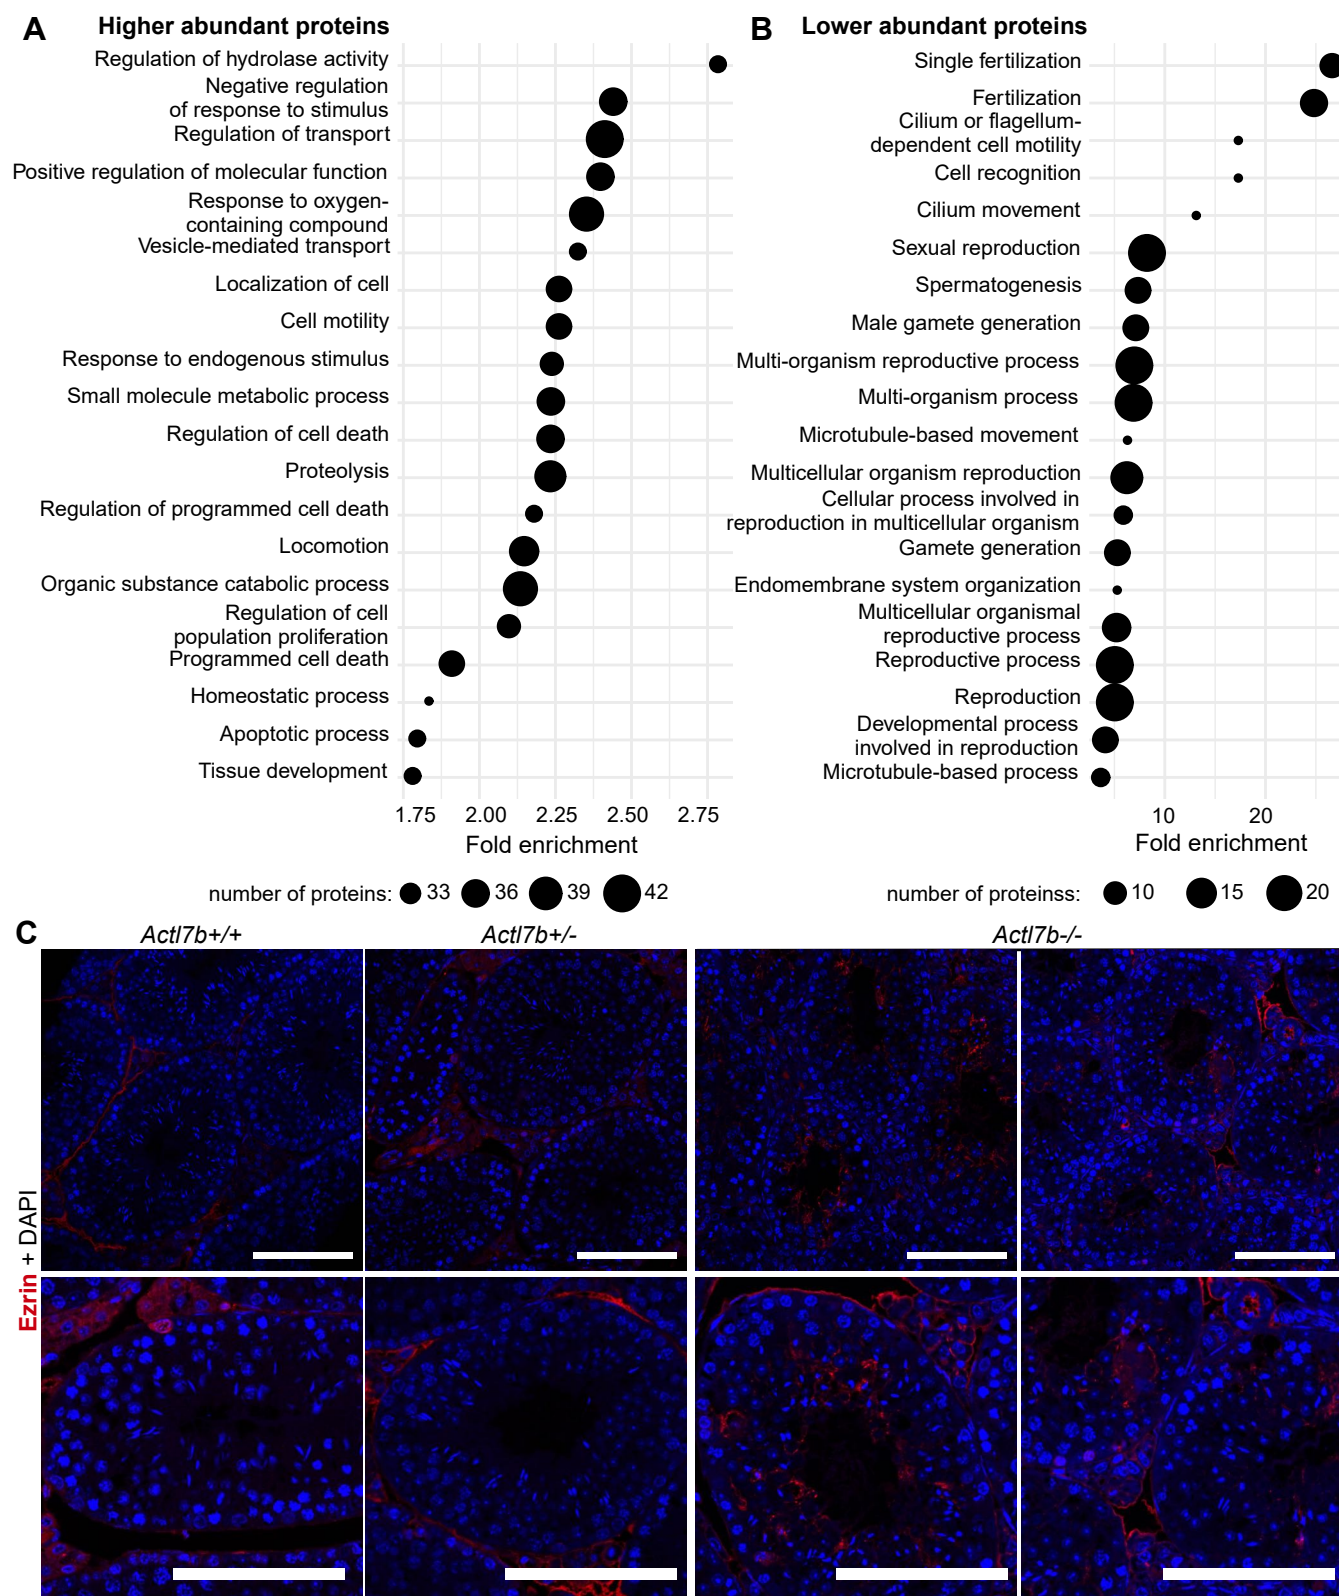 A Higher abundant proteins
Regulation of hydrolase activity
Negative regulation
of response to stimulus
Regulation of transport
Positive regulation of molecular function
Response to oxygen-
containing compound
Vesicle-mediated transport
Localization of cell
Cell motility
Response to endogenous stimulus
Small molecule metabolic process
Regulation of cell death
Proteolysis
Regulation of programmed cell death
Locomotion
Organic substance catabolic process
Regulation of cell
population proliferation
Programmed cell death
Homeostatic process
Apoptotic process
Tissue development
1.75 2.00 2.25 2.50 2.75
Fold enrichment
number of proteins: 33 36 39 42
B Lower abundant proteins
Single fertilization
Fertilization
Cilium or flagellum-
dependent cell motility
Cell recognition
Cilium movement
Sexual reproduction
Spermatogenesis
Male gamete generation
Multi-organism reproductive process
Multi-organism process
Microtubule-based movement
Multicellular organism reproduction
Cellular process involved in
reproduction in multicellular organism
Gamete generation
Endomembrane system organization
Multicellular organismal
reproductive process
Reproductive process
Reproduction
Developmental process
involved in reproduction
Microtubule-based process
10 20
Fold enrichment
number of proteinss: 10 15 20
C
Actl7b+/+ Actl7b+/- Actl7b-/-
Ezrin + DAPI